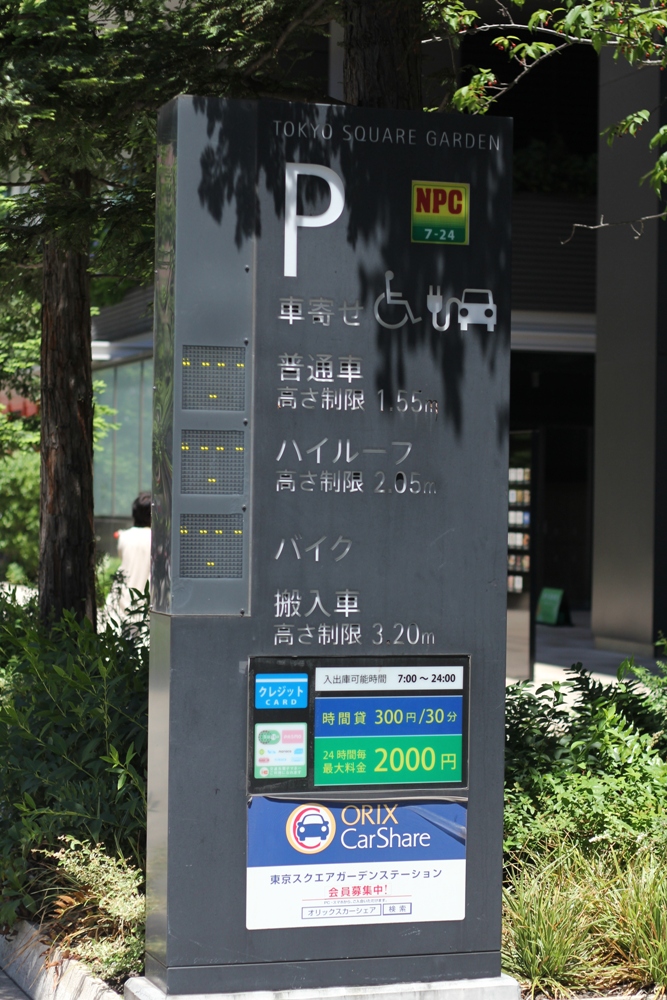 TOKYO SQUARE GARDEN
P
NPC
7-24
車寄せ
普通車
高さ制限 1.55m
ハイルーフ
高さ制限 2.05m
バイク
搬入車
高さ制限 3.20m
入出庫可能時間 7:00～24:00
クレジット
CARD
時間貸 300円/30分
24時間毎
最大料金 2000円
ORIX
CarShare
東京スクエアガーデンステーション
会員募集中!
オリックスカーシェア 検索